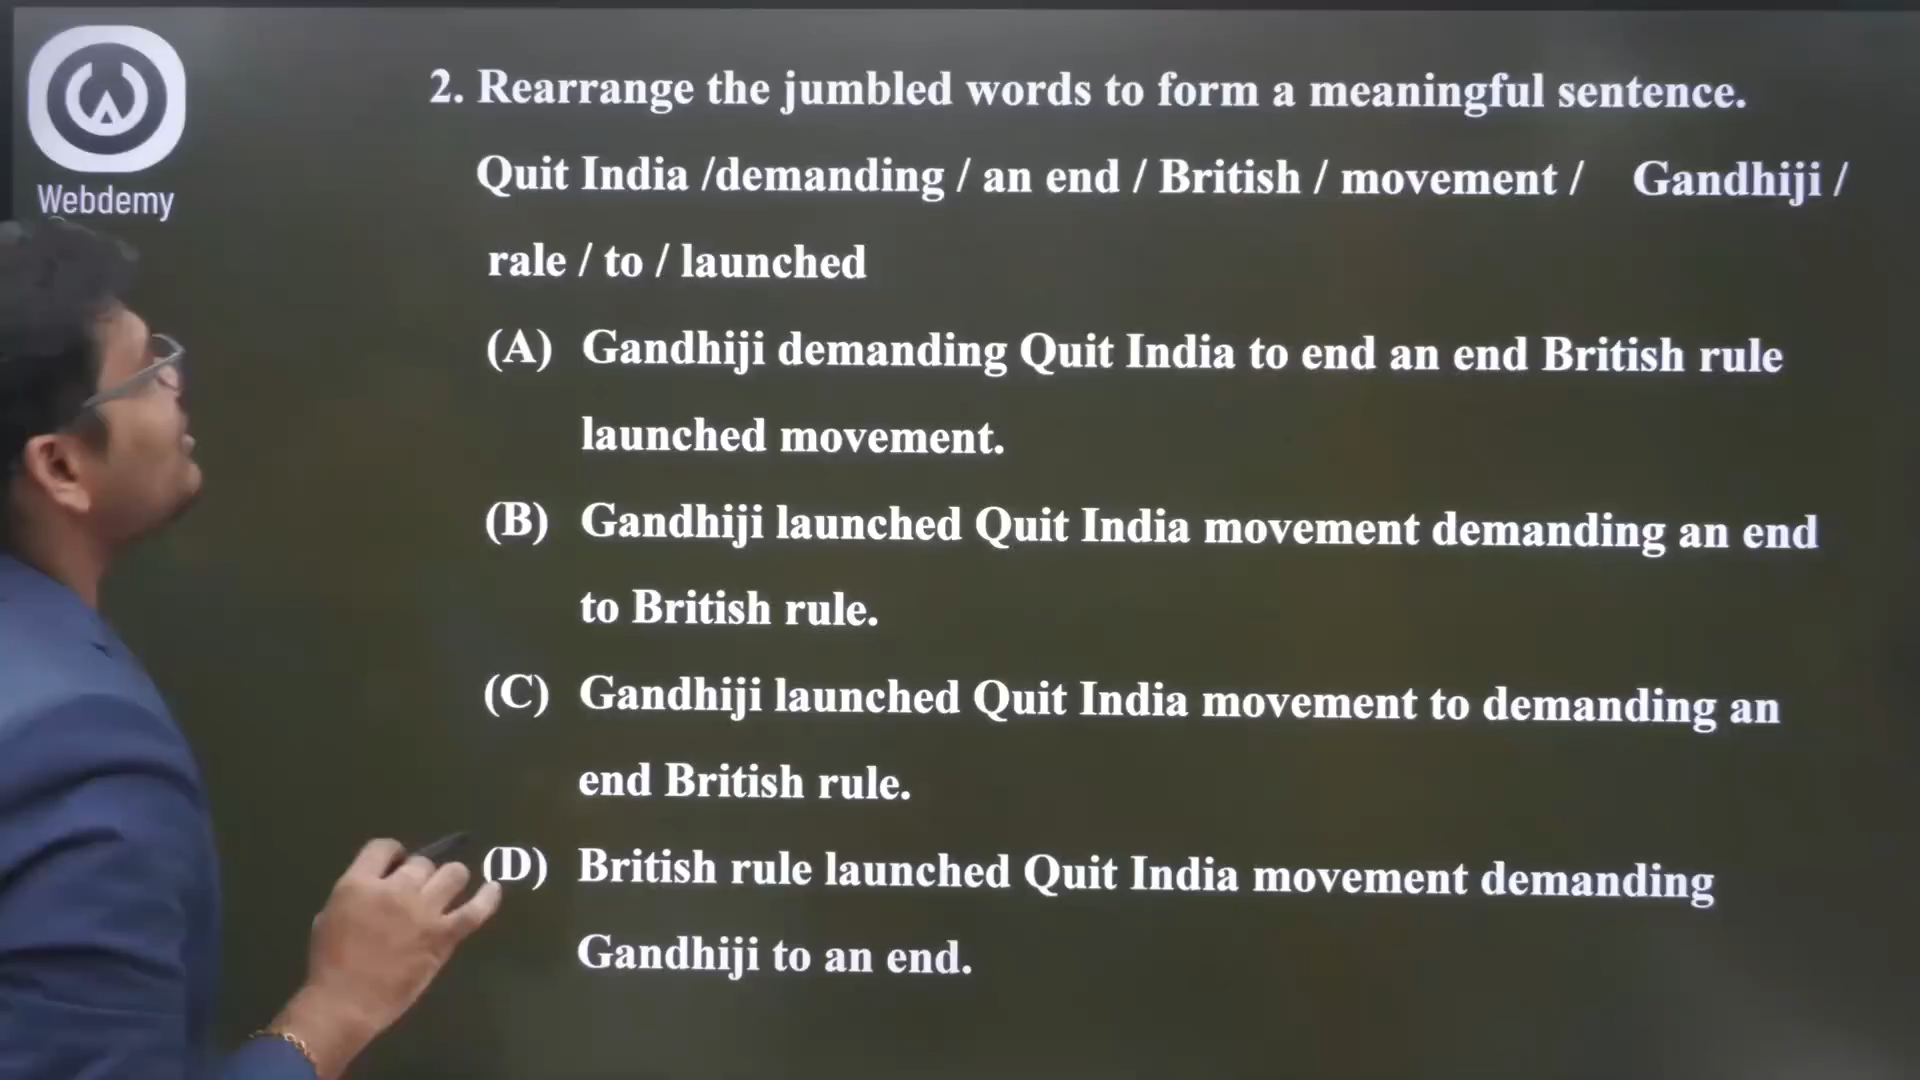 Webdemy
2. Rearrange the jumbled words to form a meaningful sentence.
Quit India /demanding / an end / British / movement / Gandhiji /
rale / to / launched
(A) Gandhiji demanding Quit India to end an end British rule
launched movement.
(B) Gandhiji launched Quit India movement demanding an end
to British rule.
(C) Gandhiji launched Quit India movement to demanding an
end British rule.
(D) British rule launched Quit India movement demanding
Gandhiji to an end.